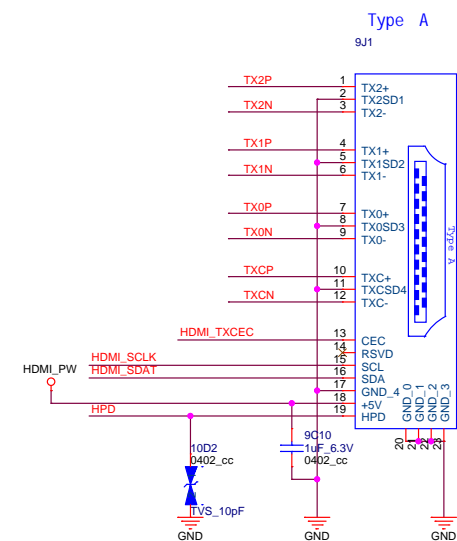 Type A
9J1
TX2P 1 TX2+
2 TX2SD1
TX2N 3 TX2-
TX1P 4 TX1+
5 TX1SD2
TX1N 6 TX1-
TX0P 7 TX0+
8 TX0SD3
TX0N 9 TX0-
TXCP 10 TXC+
11 TXCSD4
TXCN 12 TXC-
Type A
HDMI_TXCEC 13 CEC
14 RSVD
HDMI_SCLK 15 SCL
HDMI_SDAT 16 SDA
17 GND_4
HDMI_PW 18 +5V
HPD 19 HPD
GND_0 GND_1 GND_2 GND_3
20 21 22 23
9C10
1uF_6.3V
0402_cc
10D2
0402_cc
TVS_10pF
GND GND GND